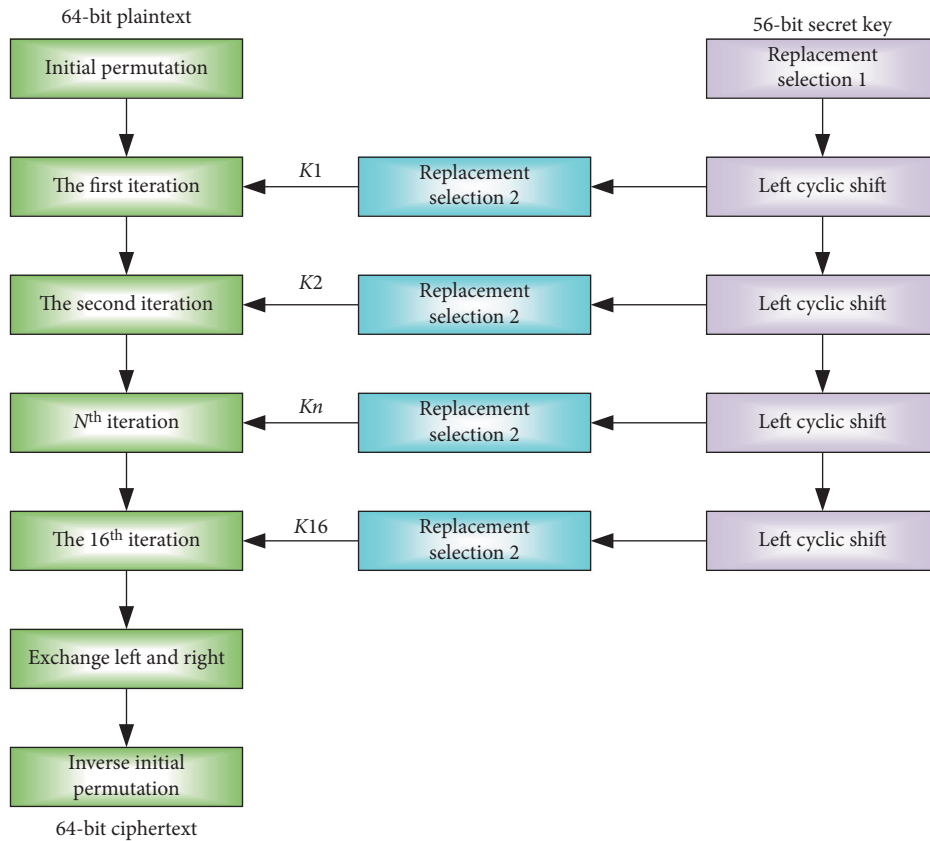 64-bit plaintext
56-bit secret key
Initial permutation
Replacement
selection 1
The first iteration
K1
Replacement
selection 2
Left cyclic shift
The second iteration
K2
Replacement
selection 2
Left cyclic shift
Nth iteration
Kn
Replacement
selection 2
Left cyclic shift
The 16th iteration
K16
Replacement
selection 2
Left cyclic shift
Exchange left and right
Inverse initial
permutation
64-bit ciphertext